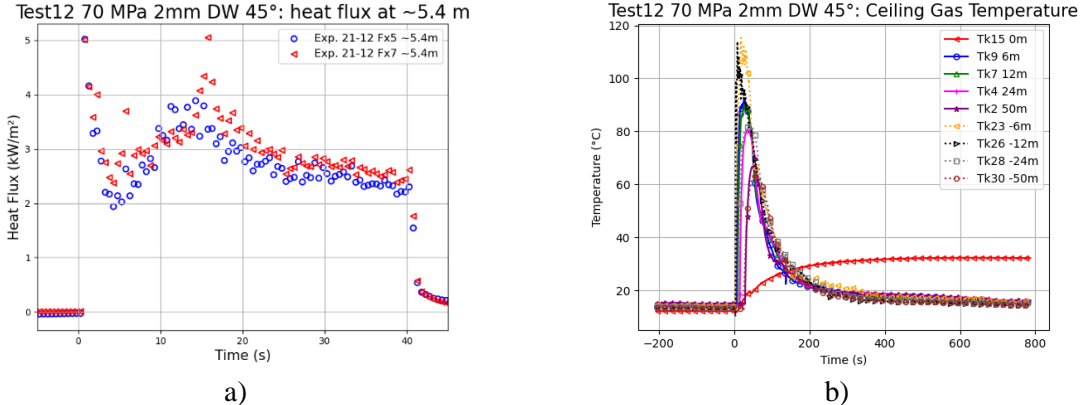 Test12 70 MPa 2mm DW 45°: heat flux at ~5.4 m
Exp. 21-12 Fx5 ~5.4m
Exp. 21-12 Fx7 ~5.4m
5
4
3
2
1
0
Heat Flux (kW/m²)
0
10
20
30
40
Time (s)
a)
Test12 70 MPa 2mm DW 45°: Ceiling Gas Temperature
Tk15 0m
Tk9 6m
Tk7 12m
Tk4 24m
Tk2 50m
Tk23 -6m
Tk26 -12m
Tk28 -24m
Tk30 -50m
120
100
80
60
40
20
Temperature (°C)
−200
0
200
400
600
800
Time (s)
b)